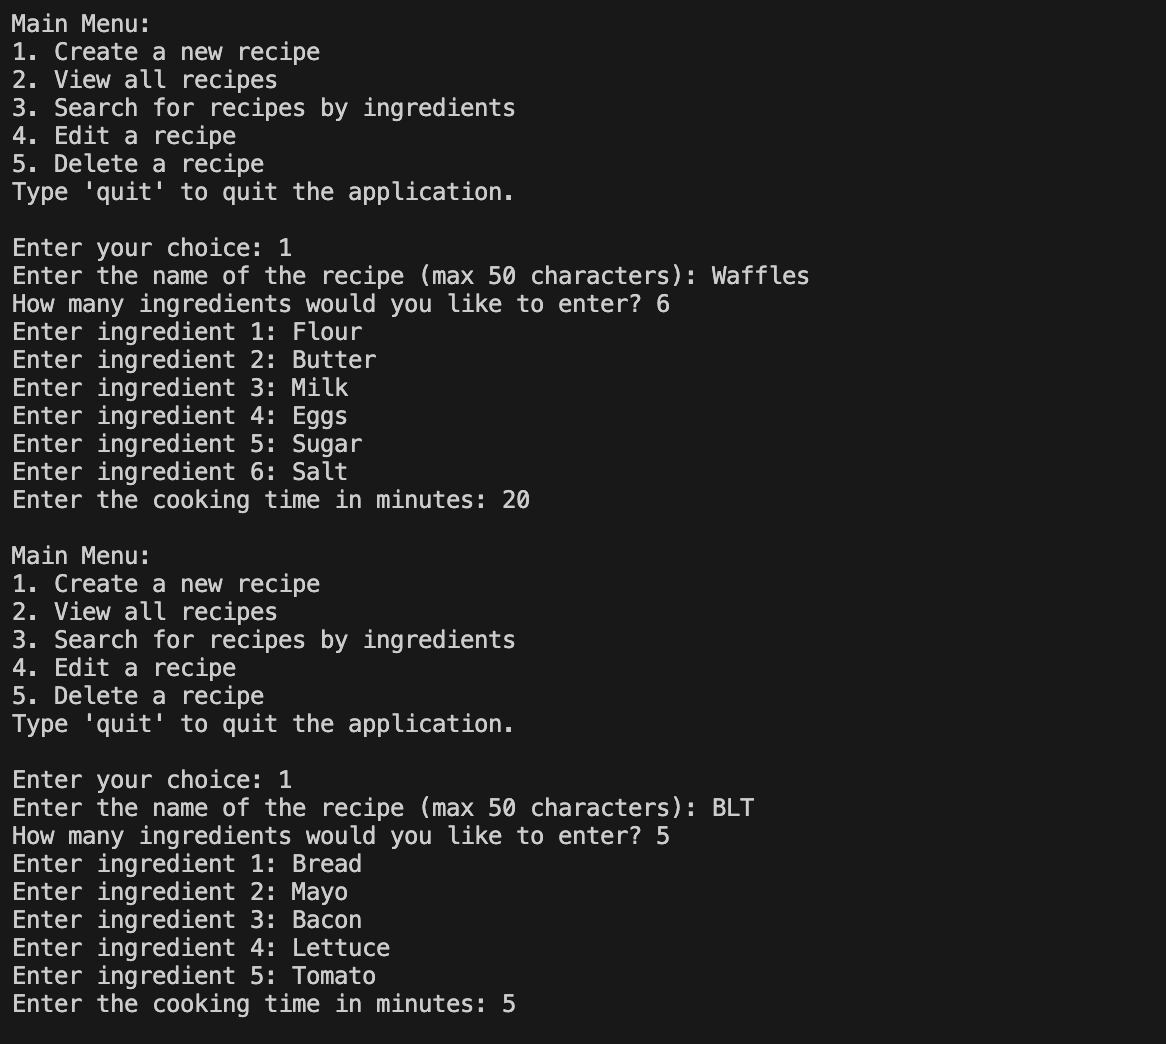 Main Menu:
1. Create a new recipe
2. View all recipes
3. Search for recipes by ingredients
4. Edit a recipe
5. Delete a recipe
Type 'quit' to quit the application.
Enter your choice: 1
Enter the name of the recipe (max 50 characters): Waffles
How many ingredients would you like to enter? 6
Enter ingredient 1: Flour
Enter ingredient 2: Butter
Enter ingredient 3: Milk
Enter ingredient 4: Eggs
Enter ingredient 5: Sugar
Enter ingredient 6: Salt
Enter the cooking time in minutes: 20
Main Menu:
1. Create a new recipe
2. View all recipes
3. Search for recipes by ingredients
4. Edit a recipe
5. Delete a recipe
Type 'quit' to quit the application.
Enter your choice: 1
Enter the name of the recipe (max 50 characters): BLT
How many ingredients would you like to enter? 5
Enter ingredient 1: Bread
Enter ingredient 2: Mayo
Enter ingredient 3: Bacon
Enter ingredient 4: Lettuce
Enter ingredient 5: Tomato
Enter the cooking time in minutes: 5